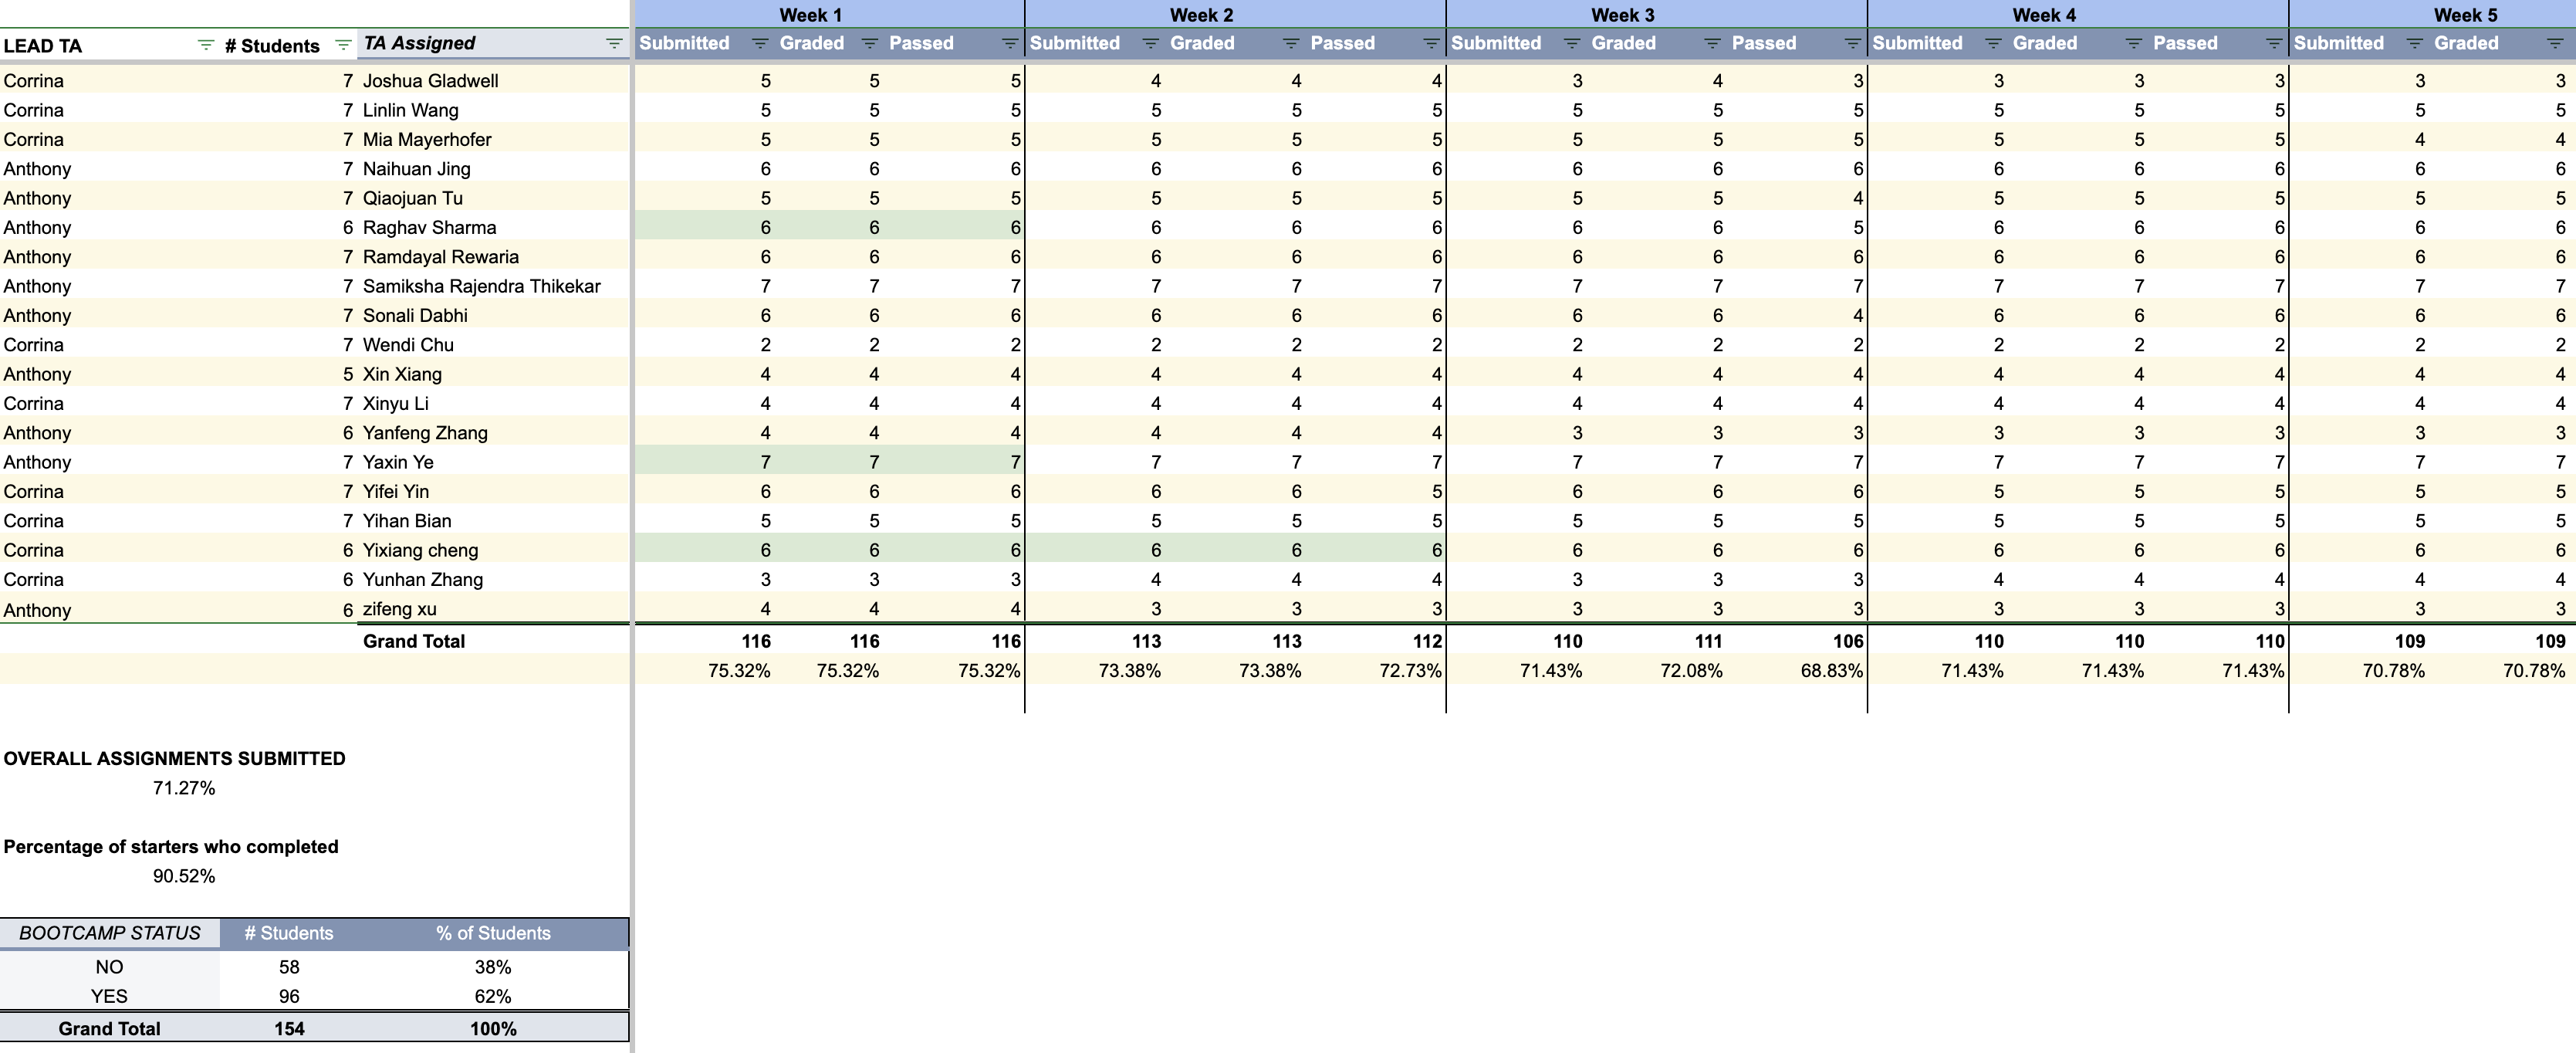 Week 1 Week 2 Week 3 Week 4 Week 5
LEAD TA # Students TA Assigned Submitted Graded Passed Submitted Graded Passed Submitted Graded Passed Submitted Graded Passed Submitted Graded
Corrina 7 Joshua Gladwell 5 5 5 4 4 4 3 4 3 3 3 3 3 3
Corrina 7 Linlin Wang 5 5 5 5 5 5 5 5 5 5 5 5 5 5
Corrina 7 Mia Mayerhofer 5 5 5 5 5 5 5 5 5 5 5 5 4 4
Anthony 7 Naihuan Jing 6 6 6 6 6 6 6 6 6 6 6 6 6 6
Anthony 7 Qiaojuan Tu 5 5 5 5 5 5 5 5 4 5 5 5 5 5
Anthony 6 Raghav Sharma 6 6 6 6 6 6 6 6 5 6 6 6 6 6
Anthony 7 Ramdayal Rewaria 6 6 6 6 6 6 6 6 6 6 6 6 6 6
Anthony 7 Samiksha Rajendra Thikekar 7 7 7 7 7 7 7 7 7 7 7 7 7 7
Anthony 7 Sonali Dabhi 6 6 6 6 6 6 6 6 4 6 6 6 6 6
Corrina 7 Wendi Chu 2 2 2 2 2 2 2 2 2 2 2 2 2 2
Anthony 5 Xin Xiang 4 4 4 4 4 4 4 4 4 4 4 4 4 4
Corrina 7 Xinyu Li 4 4 4 4 4 4 4 4 4 4 4 4 4 4
Anthony 6 Yanfeng Zhang 4 4 4 4 4 4 3 3 3 3 3 3 3 3
Anthony 7 Yaxin Ye 7 7 7 7 7 7 7 7 7 7 7 7 7 7
Corrina 7 Yifei Yin 6 6 6 6 6 5 6 6 6 5 5 5 5 5
Corrina 7 Yihan Bian 5 5 5 5 5 5 5 5 5 5 5 5 5 5
Corrina 6 Yixiang cheng 6 6 6 6 6 6 6 6 6 6 6 6 6 6
Corrina 6 Yunhan Zhang 3 3 3 4 4 4 3 3 3 4 4 4 4 4
Anthony 6 zifeng xu 4 4 4 3 3 3 3 3 3 3 3 3 3 3
Grand Total 116 116 116 113 113 112 110 111 106 110 110 110 109 109
75.32% 75.32% 75.32% 73.38% 73.38% 72.73% 71.43% 72.08% 68.83% 71.43% 71.43% 71.43% 70.78% 70.78%
OVERALL ASSIGNMENTS SUBMITTED
71.27%
Percentage of starters who completed
90.52%
BOOTCAMP STATUS # Students % of Students
NO 58 38%
YES 96 62%
Grand Total 154 100%